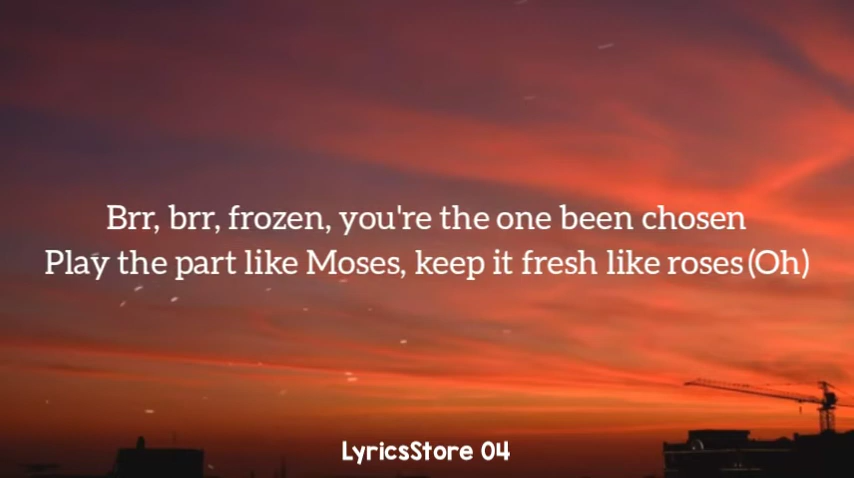 Brr, brr, frozen, you're the one been chosen
Play the part like Moses, keep it fresh like roses (Oh)
LyricsStore 04